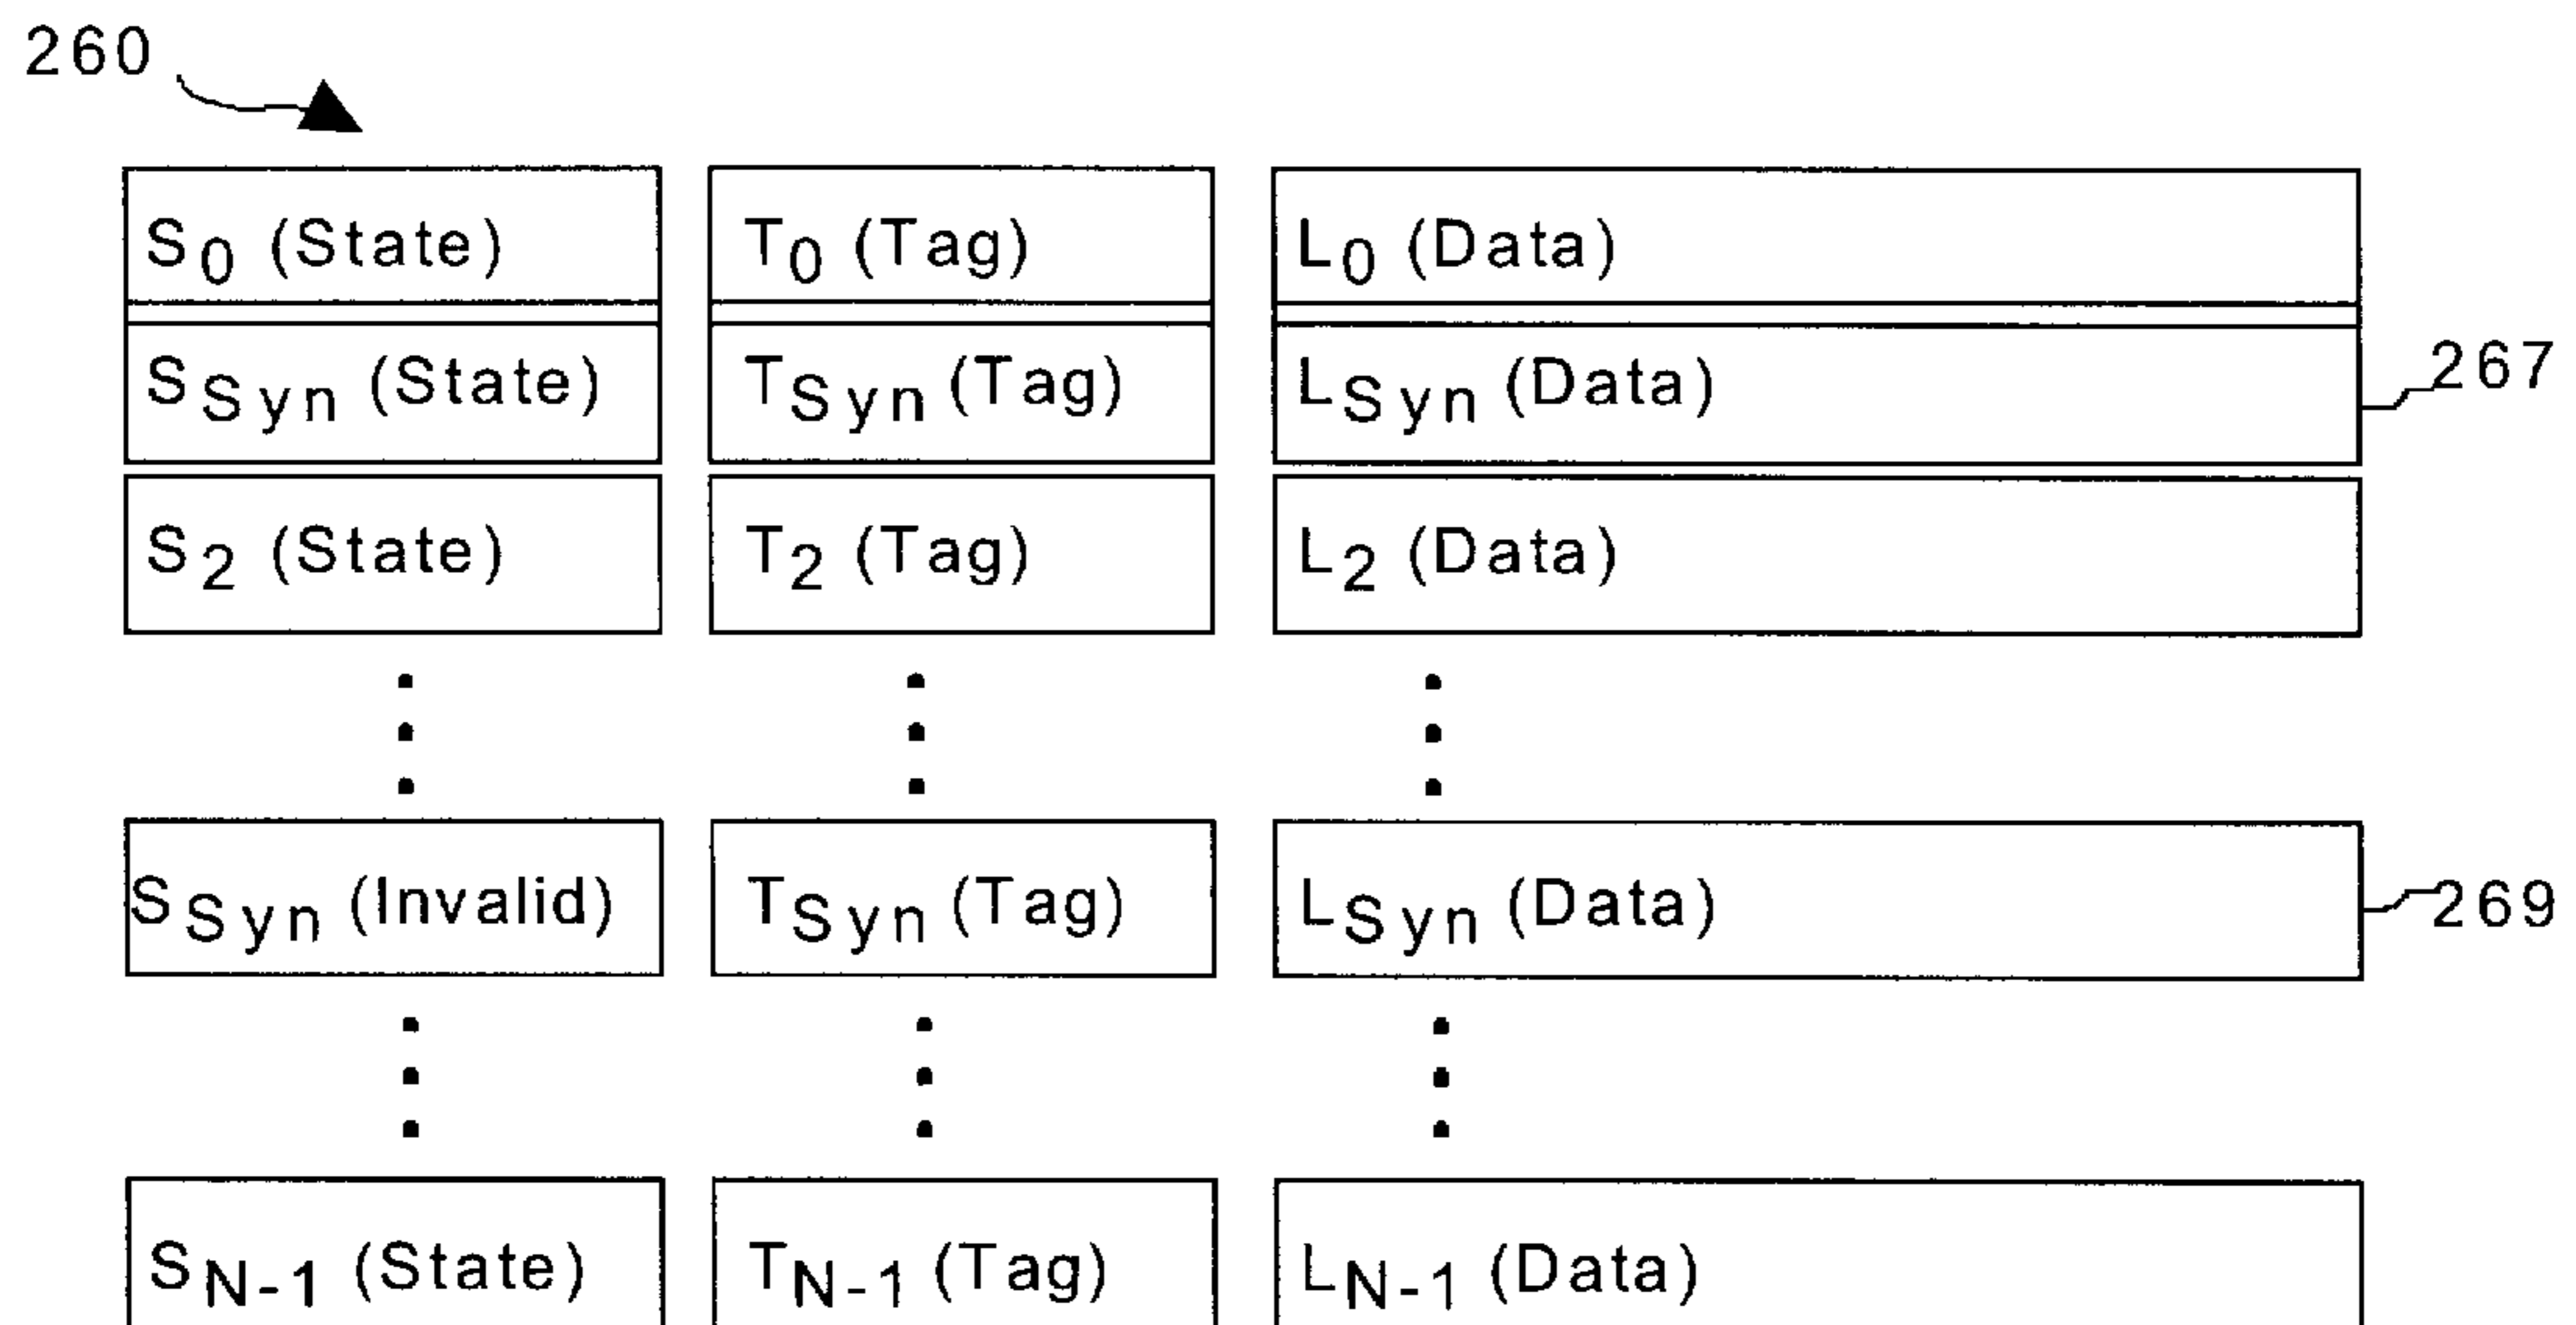 260
S0 (State) T0 (Tag) L0 (Data)
SSyn (State) TSyn (Tag) LSyn (Data) 267
S2 (State) T2 (Tag) L2 (Data)
SSyn (Invalid) TSyn (Tag) LSyn (Data) 269
SN-1 (State) TN-1 (Tag) LN-1 (Data)